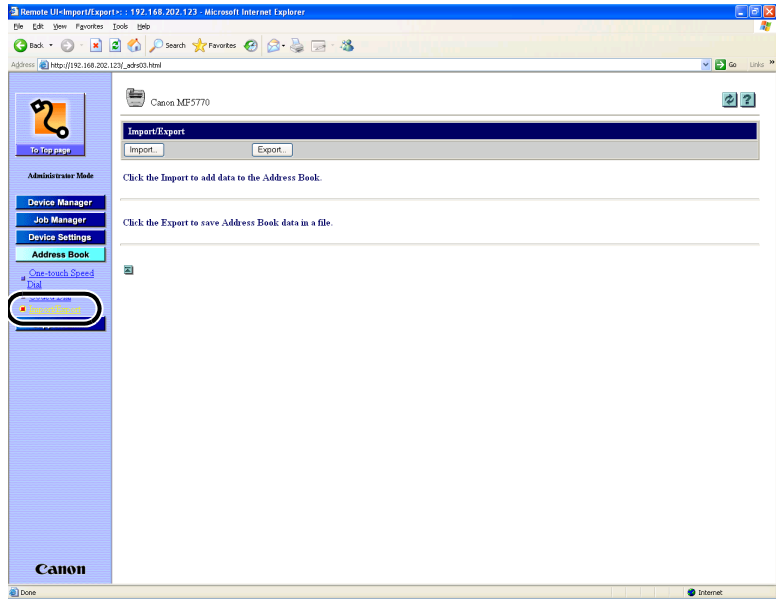 Remote UI<Import/Export>: : 192.168.202.123 - Microsoft Internet Explorer
File Edit View Favorites Tools Help
Back Search Favorites
Address http://192.168.202.123/_adrs03.html Go Links »
Canon MF5770
?
To Top page
Import/Export
Import... Export...
Administrator Mode
Click the Import to add data to the Address Book.
Device Manager
Job Manager
Click the Export to save Address Book data in a file.
Device Settings
Address Book
One-touch Speed
Dial
Canon
Done Internet